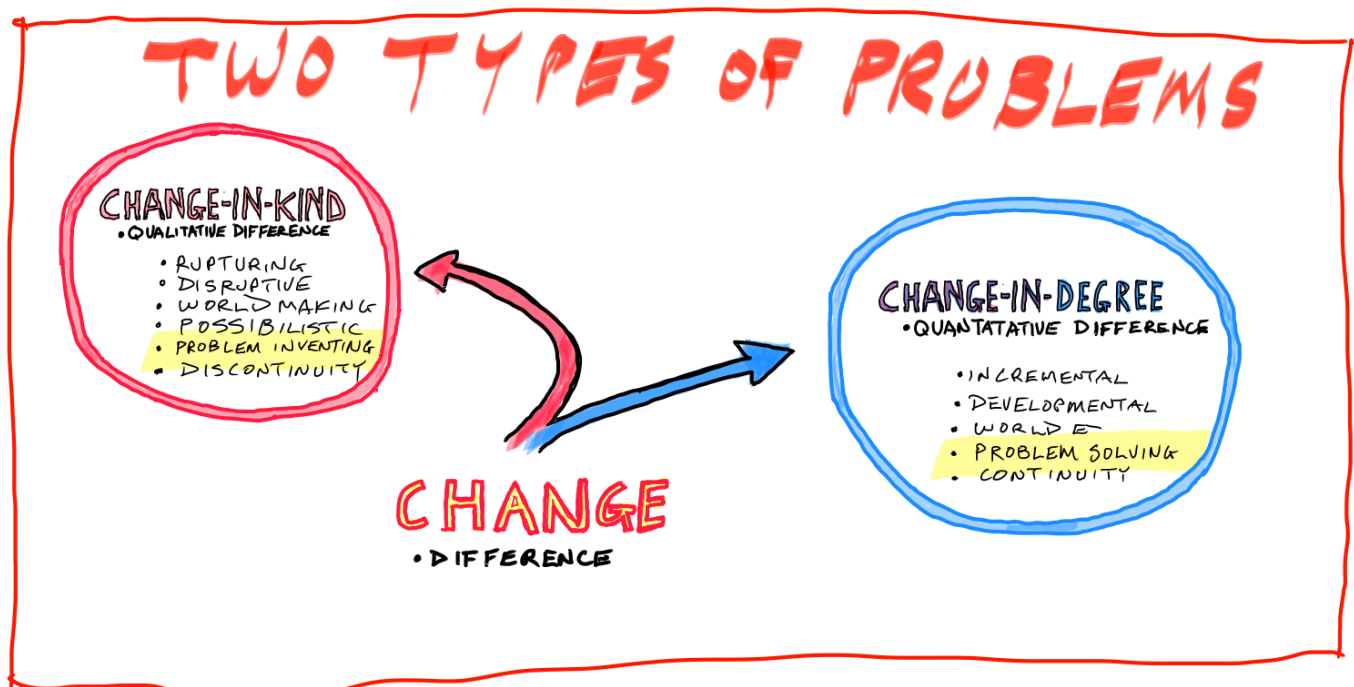 TWO TYPES OF PROBLEMS
CHANGE-IN-KIND
• QUALITATIVE DIFFERENCE
• RUPTURING
• DISRUPTIVE
• WORLDMAKING
• POSSIBILISTIC
• PROBLEM INVENTING
• DISCONTINUITY
CHANGE-IN-DEGREE
• QUANTATATIVE DIFFERENCE
• INCREMENTAL
• DEVELOPMENTAL
• WORLD E
• PROBLEM SOLVING
• CONTINUITY
CHANGE
• DIFFERENCE